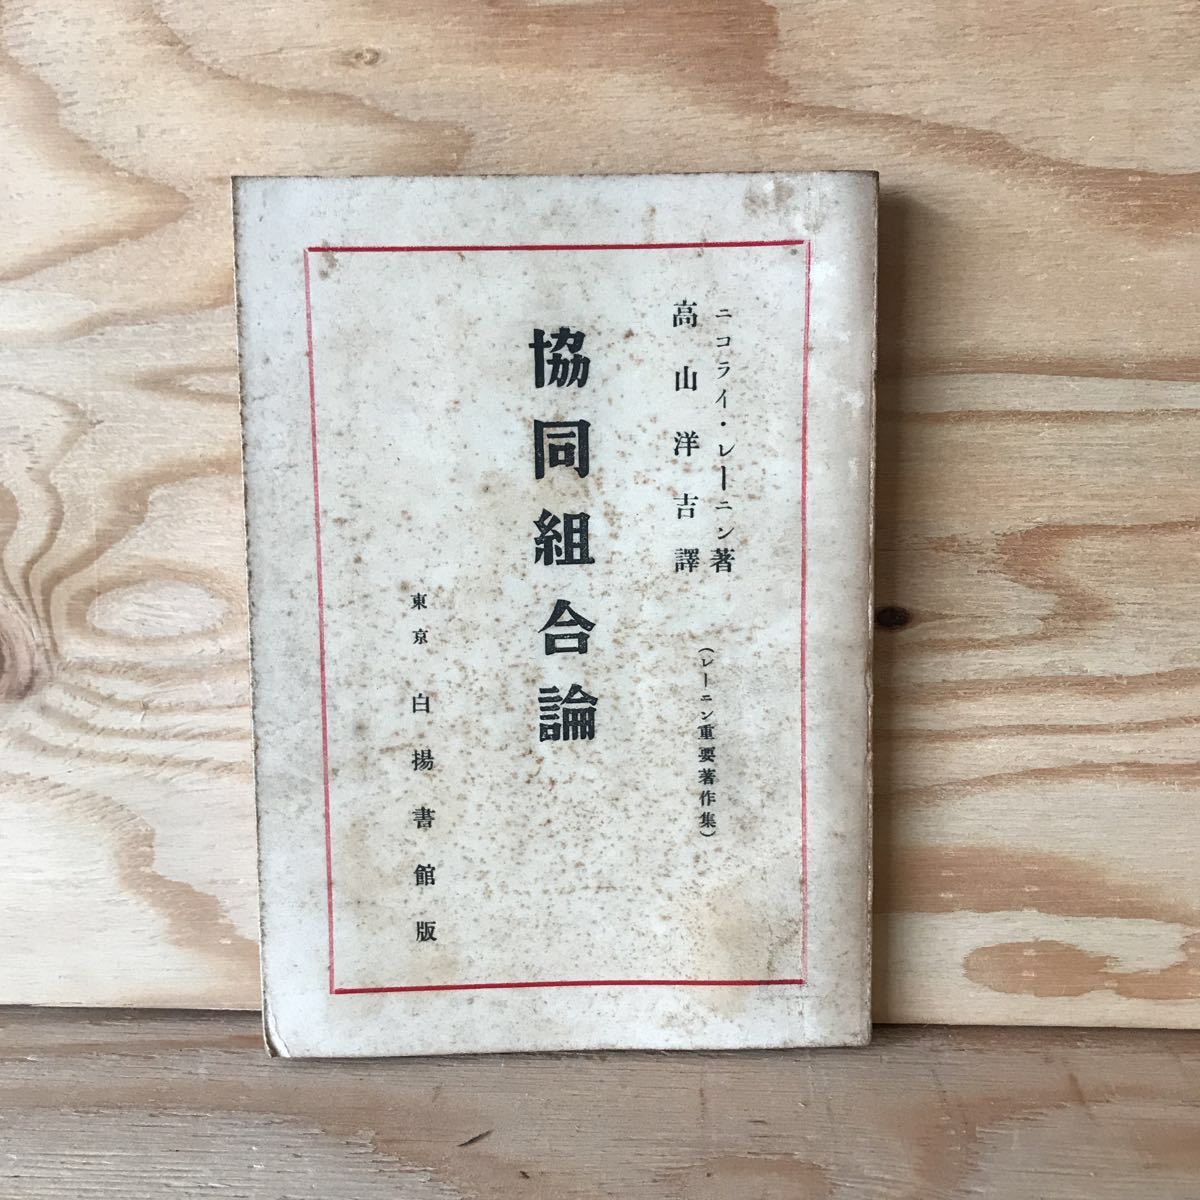 ニコライ・レーニン著
高山洋吉譯
(レーニン重要著作集)
協同組合論
東京 白揚書館版